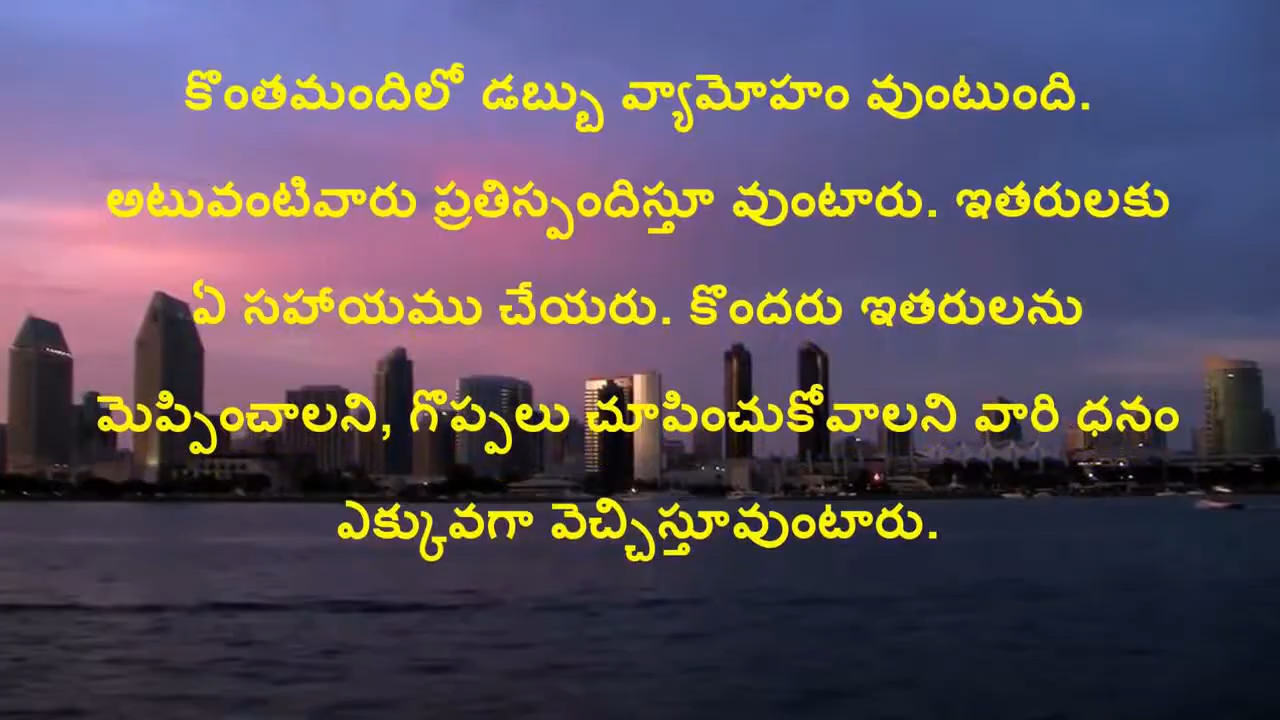 కొంతమందిలో డబ్బు వ్యామోహం వుంటుంది.
అటువంటివారు ప్రతిస్పందిస్తూ వుంటారు. ఇతరులకు
ఏ సహాయము చేయరు. కొందరు ఇతరులను
మెప్పించాలని, గొప్పలు చూపించుకోవాలని వారి ధనం
ఎక్కువగా వెచ్చిస్తూవుంటారు.